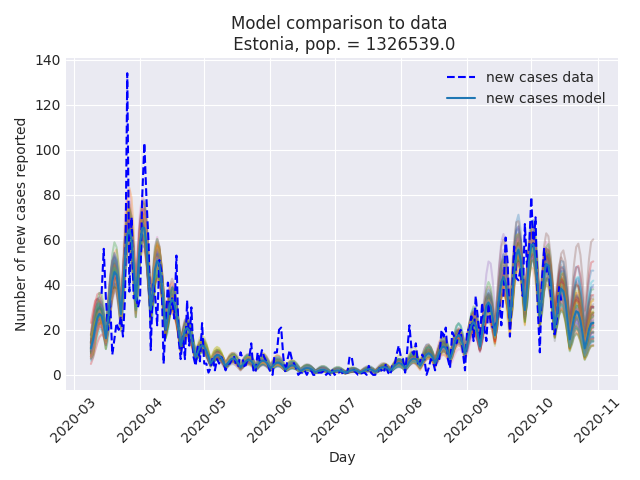 Model comparison to data
Estonia, pop. = 1326539.0
Number of new cases reported
140
120
100
80
60
40
20
0
new cases data
new cases model
2020-03
2020-04
2020-05
2020-06
2020-07
2020-08
2020-09
2020-10
2020-11
Day